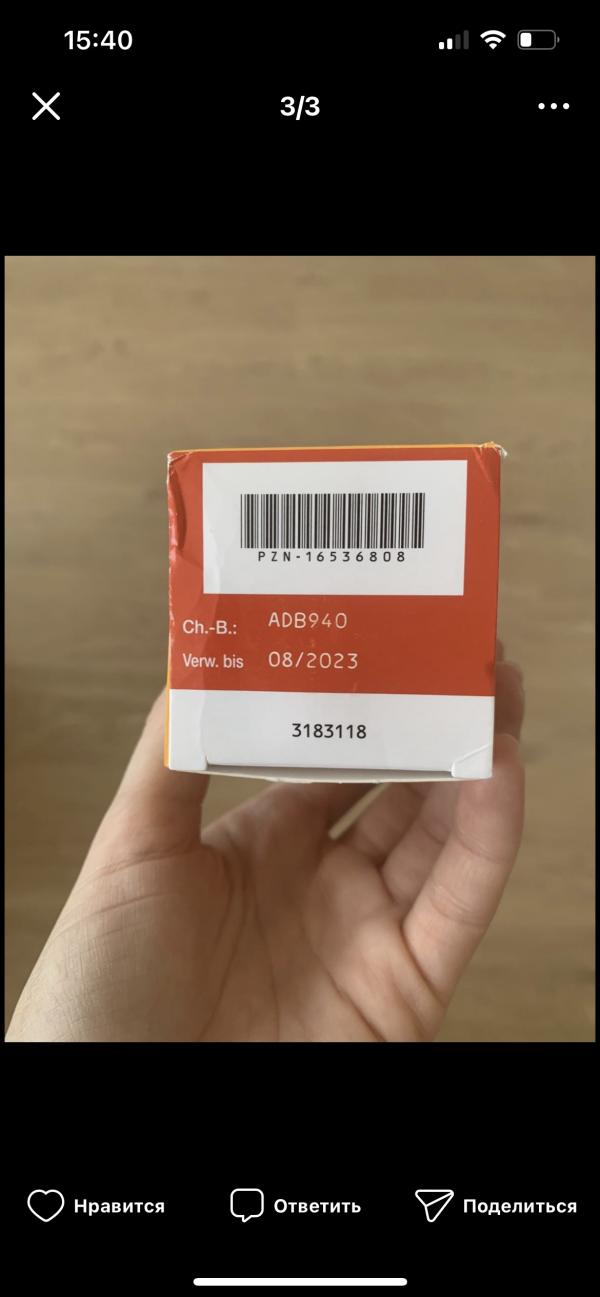 15:40
3/3
PZN-16536808
Ch.-B.: ADB940
Verw. bis 08/2023
3183118
Нравится Ответить Поделиться